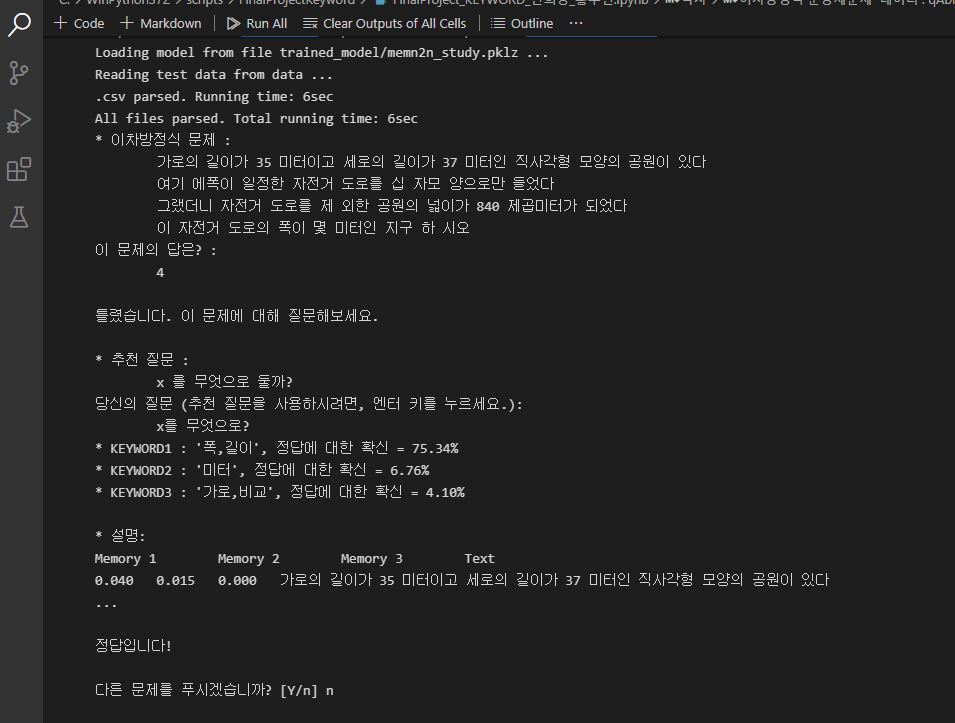 + Code + Markdown Run All Clear Outputs of All Cells Outline ...
Loading model from file trained_model/memn2n_study.pklz ...
Reading test data from data ...
.csv parsed. Running time: 6sec
All files parsed. Total running time: 6sec
* 이차방정식 문제 :
가로의 길이가 35 미터이고 세로의 길이가 37 미터인 직사각형 모양의 공원이 있다
여기 에폭이 일정한 자전거 도로를 십 자모 양으로만 들었다
그랬더니 자전거 도로를 제 외한 공원의 넓이가 840 제곱미터가 되었다
이 자전거 도로의 폭이 몇 미터인 지구 하 시오
이 문제의 답은? :
4
틀렸습니다. 이 문제에 대해 질문해보세요.
* 추천 질문 :
x 를 무엇으로 둘까?
당신의 질문 (추천 질문을 사용하시려면, 엔터 키를 누르세요.):
x를 무엇으로?
* KEYWORD1 : '폭,길이', 정답에 대한 확신 = 75.34%
* KEYWORD2 : '미터', 정답에 대한 확신 = 6.76%
* KEYWORD3 : '가로,비교', 정답에 대한 확신 = 4.10%
* 설명:
Memory 1 Memory 2 Memory 3 Text
0.040 0.015 0.000 가로의 길이가 35 미터이고 세로의 길이가 37 미터인 직사각형 모양의 공원이 있다
...
정답입니다!
다른 문제를 푸시겠습니까? [Y/n] n